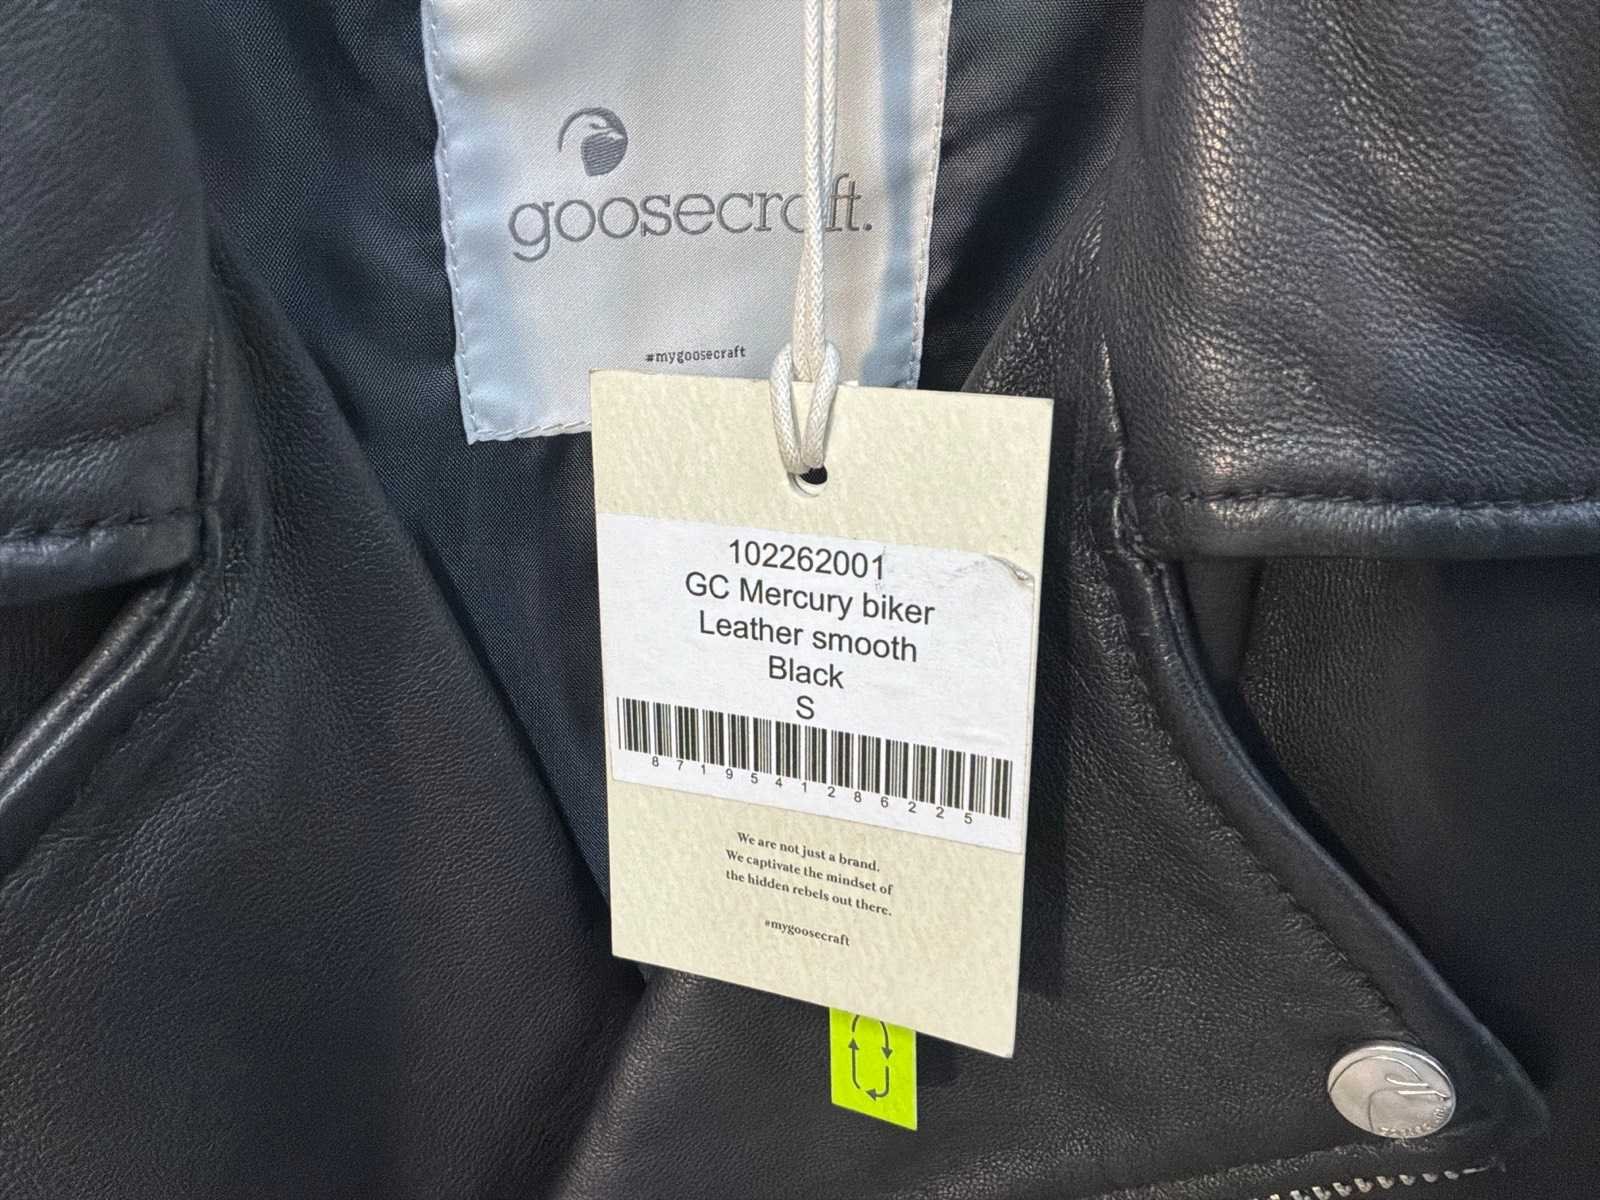 goosecraft.
#mygoosecraft
102262001
GC Mercury biker
Leather smooth
Black
S
8719541286225
We are not just a brand.
We captivate the mindset of
the hidden rebels out there.
#mygoosecraft